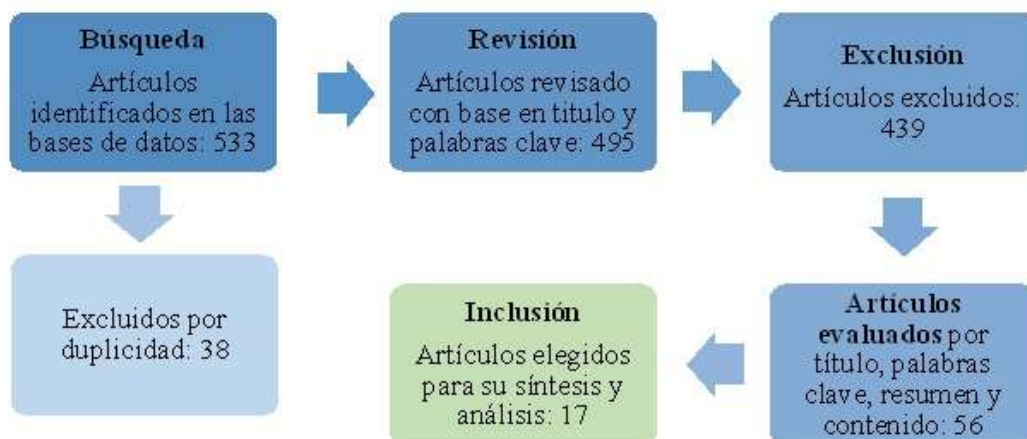 Búsqueda
Artículos
identificados en las
bases de datos: 533
Revisión
Artículos revisado
con base en titulo y
palabras clave: 495
Exclusión
Artículos excluidos:
439
Excluidos por
duplicidad: 38
Inclusión
Artículos elegidos
para su síntesis y
análisis: 17
Artículos
evaluados por
título, palabras
clave, resumen y
contenido: 56